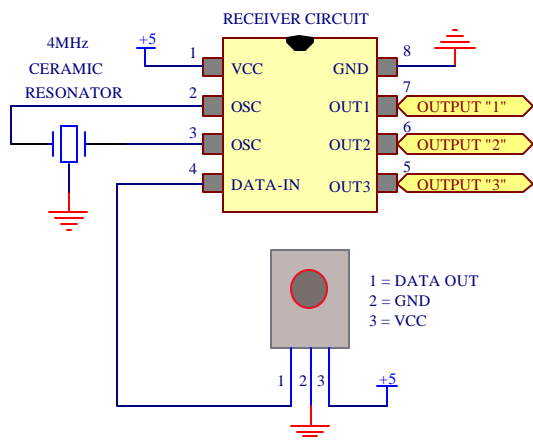 RECEIVER CIRCUIT
4MHz
CERAMIC
RESONATOR
+5
1
VCC
GND
8
2
OSC
OUT1
7
OUTPUT "1"
3
OSC
OUT2
6
OUTPUT "2"
4
DATA-IN
OUT3
5
OUTPUT "3"
1 = DATA OUT
2 = GND
3 = VCC
1
2
3
+5